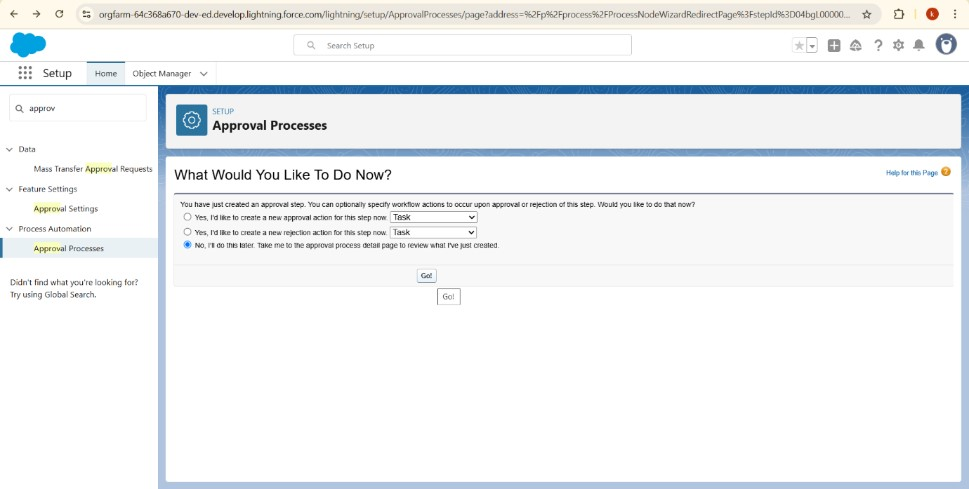 orgfarm-64c368a670-dev-ed.develop.lightning.force.com/lightning/setup/ApprovalProcesses/page?address=%2Fp%2Fprocess%2FProcessNodeWizardRedirectPage%3FstepId%3D04bgL00000...
k
Search Setup
Setup
Home
Object Manager
approv
SETUP
Approval Processes
Data
Mass Transfer Approval Requests
Feature Settings
Approval Settings
Process Automation
Approval Processes
Didn't find what you're looking for?
Try using Global Search.
What Would You Like To Do Now?
Help for this Page ?
You have just created an approval step. You can optionally specify workflow actions to occur upon approval or rejection of this step. Would you like to do that now?
Yes, I'd like to create a new approval action for this step now. Task
Yes, I'd like to create a new rejection action for this step now. Task
No, I'll do this later. Take me to the approval process detail page to review what I've just created.
Go!
Go!